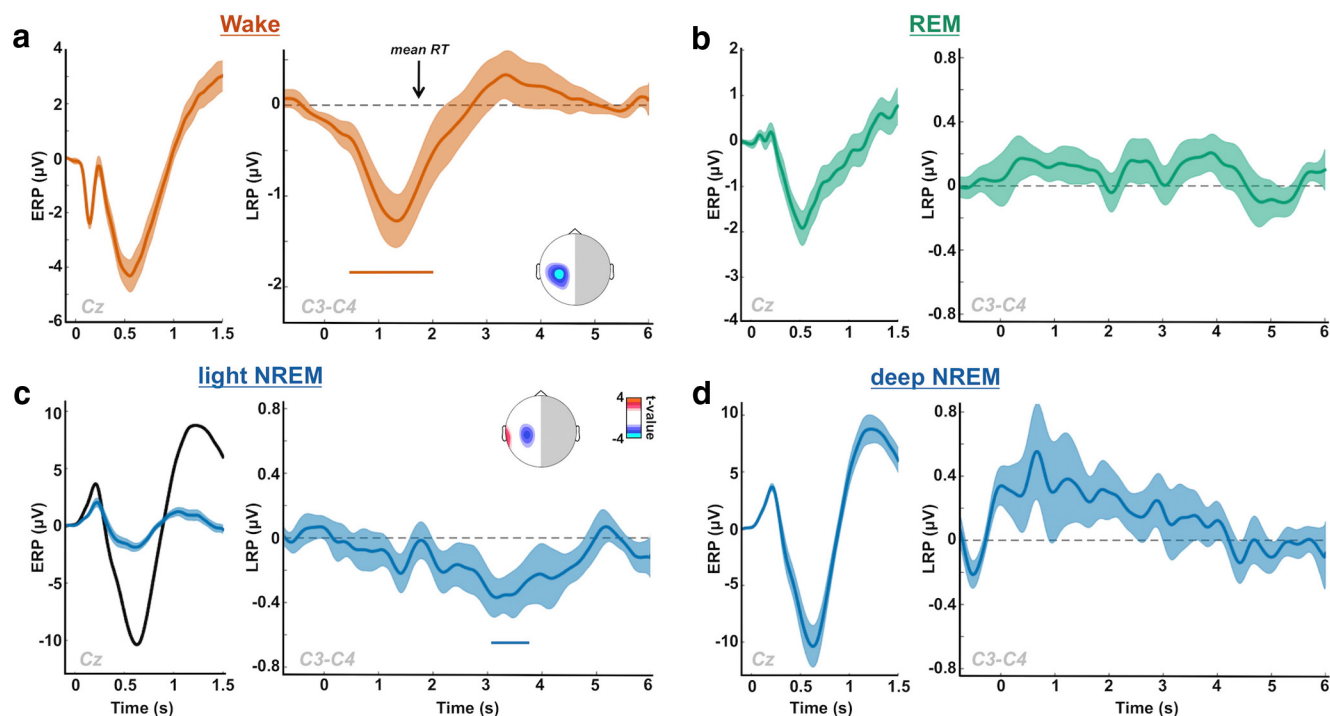 Wake
REM
a
4
2
0
-2
-4
-6
ERP (µV)
Cz
0 0.5 1 1.5
mean RT
0
-1
-2
LRP (µV)
C3-C4
0 1 2 3 4 5 6
b
2
1
0
-1
-2
-3
-4
ERP (µV)
Cz
0 0.5 1 1.5
0.8
0.4
0
-0.4
-0.8
LRP (µV)
C3-C4
0 1 2 3 4 5 6
light NREM
deep NREM
c
10
5
0
-5
-10
ERP (µV)
Cz
0 0.5 1 1.5
Time (s)
4
-4
t-value
0.8
0.4
0
-0.4
-0.8
LRP (µV)
C3-C4
0 1 2 3 4 5 6
Time (s)
d
10
5
0
-5
-10
ERP (µV)
Cz
0 0.5 1 1.5
Time (s)
0.8
0.4
0
-0.4
-0.8
LRP (µV)
C3-C4
0 1 2 3 4 5 6
Time (s)